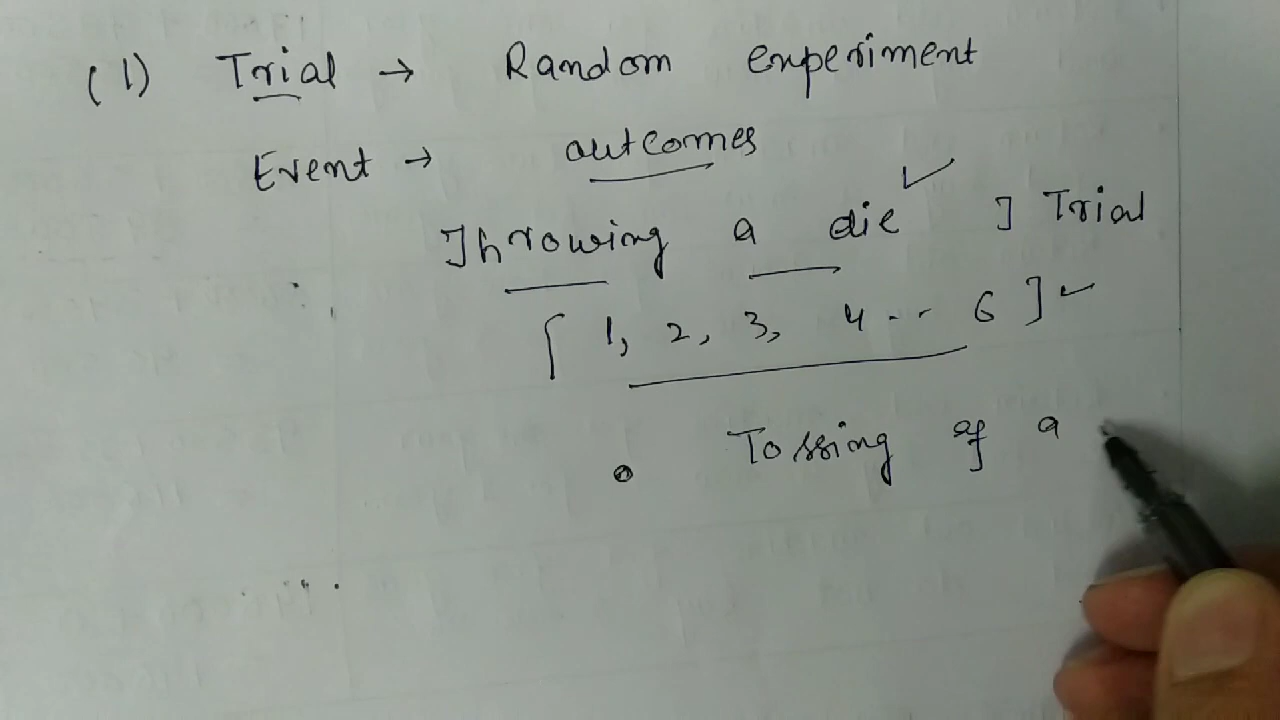 (1) Trial → Random experiment
Event → outcomes
Throwing a die ✓ ] Trial
[ 1, 2, 3, 4 .. 6 ] ✓
Tossing of a